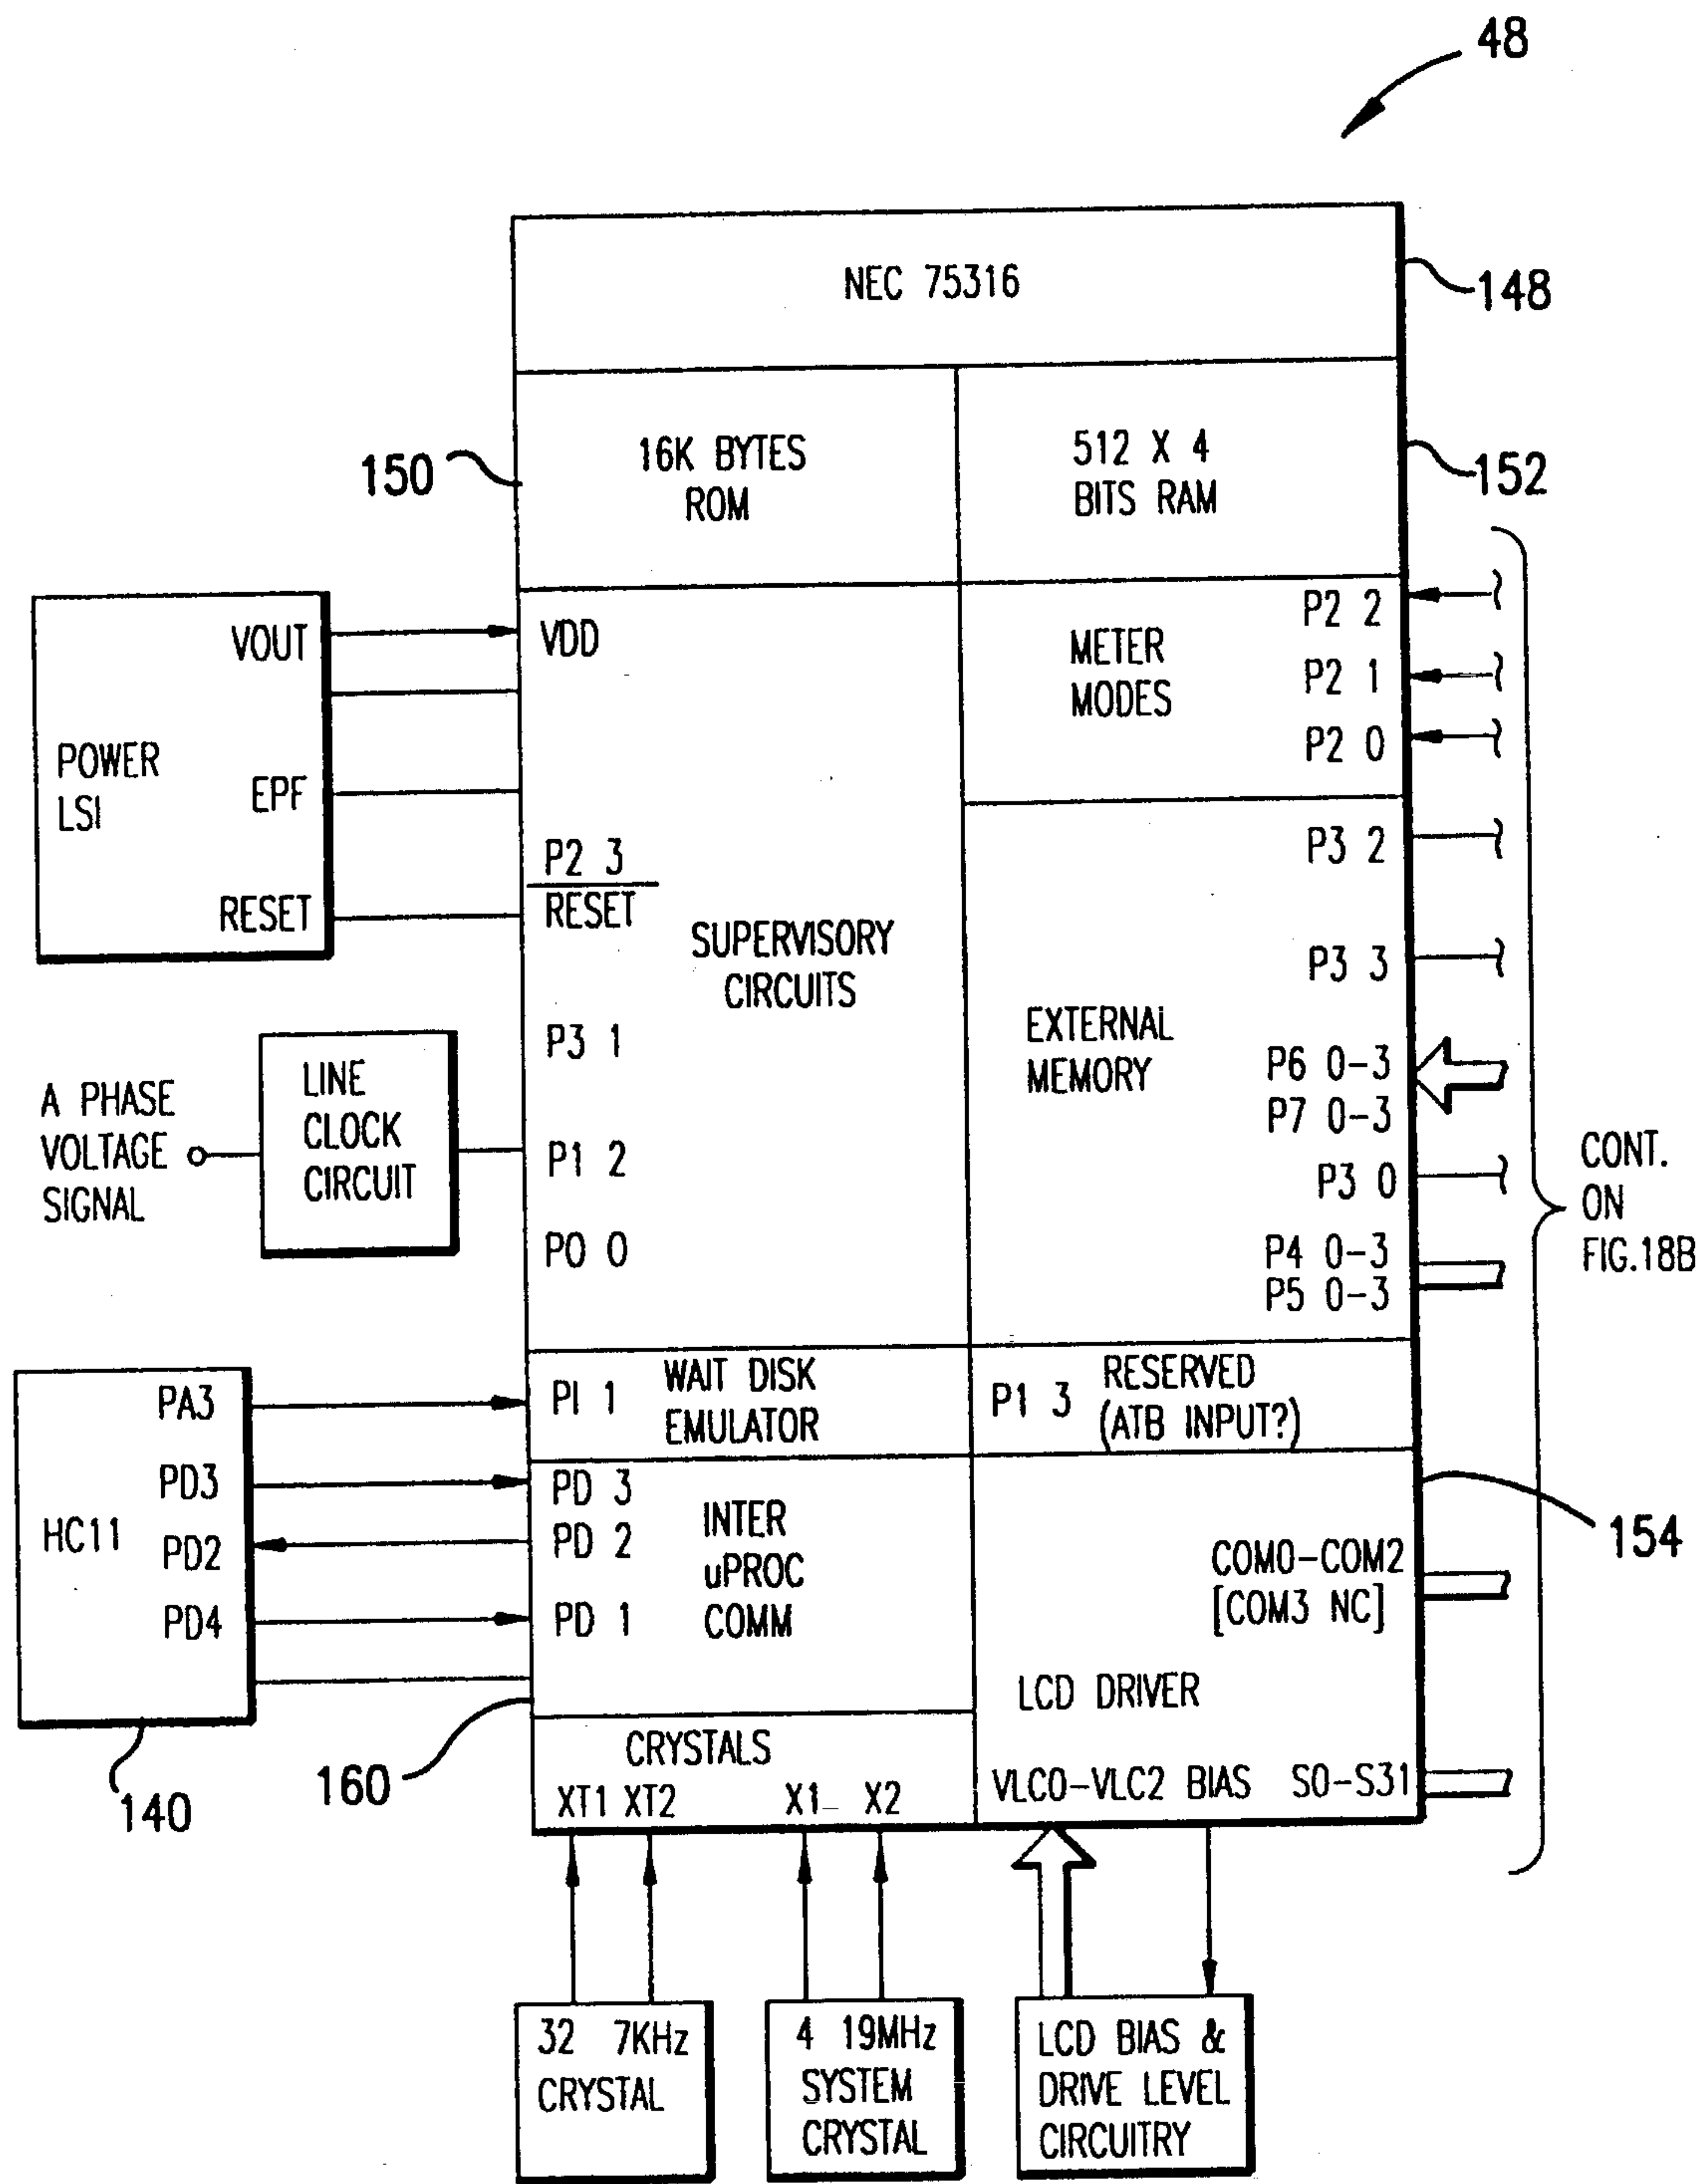 48
NEC 75316
148
150
16K BYTES
ROM
512 X 4
BITS RAM
152
POWER
LSI
VOUT
EPF
RESET
VDD
P2 3
RESET
P3 1
P1 2
P0 0
SUPERVISORY
CIRCUITS
METER
MODES
P2 2
P2 1
P2 0
EXTERNAL
MEMORY
P3 2
P3 3
P6 0-3
P7 0-3
P3 0
P4 0-3
P5 0-3
CONT.
ON
FIG.18B
A PHASE
VOLTAGE
SIGNAL
LINE
CLOCK
CIRCUIT
HC11
PA3
PD3
PD2
PD4
140
PI 1
WAIT DISK
EMULATOR
P1 3
RESERVED
(ATB INPUT?)
PD 3
PD 2
PD 1
INTER
uPROC
COMM
160
154
COM0-COM2
[COM3 NC]
LCD DRIVER
VLC0-VLC2 BIAS S0-S31
CRYSTALS
XT1 XT2 X1 X2
32 7KHz
CRYSTAL
4 19MHz
SYSTEM
CRYSTAL
LCD BIAS &
DRIVE LEVEL
CIRCUITRY